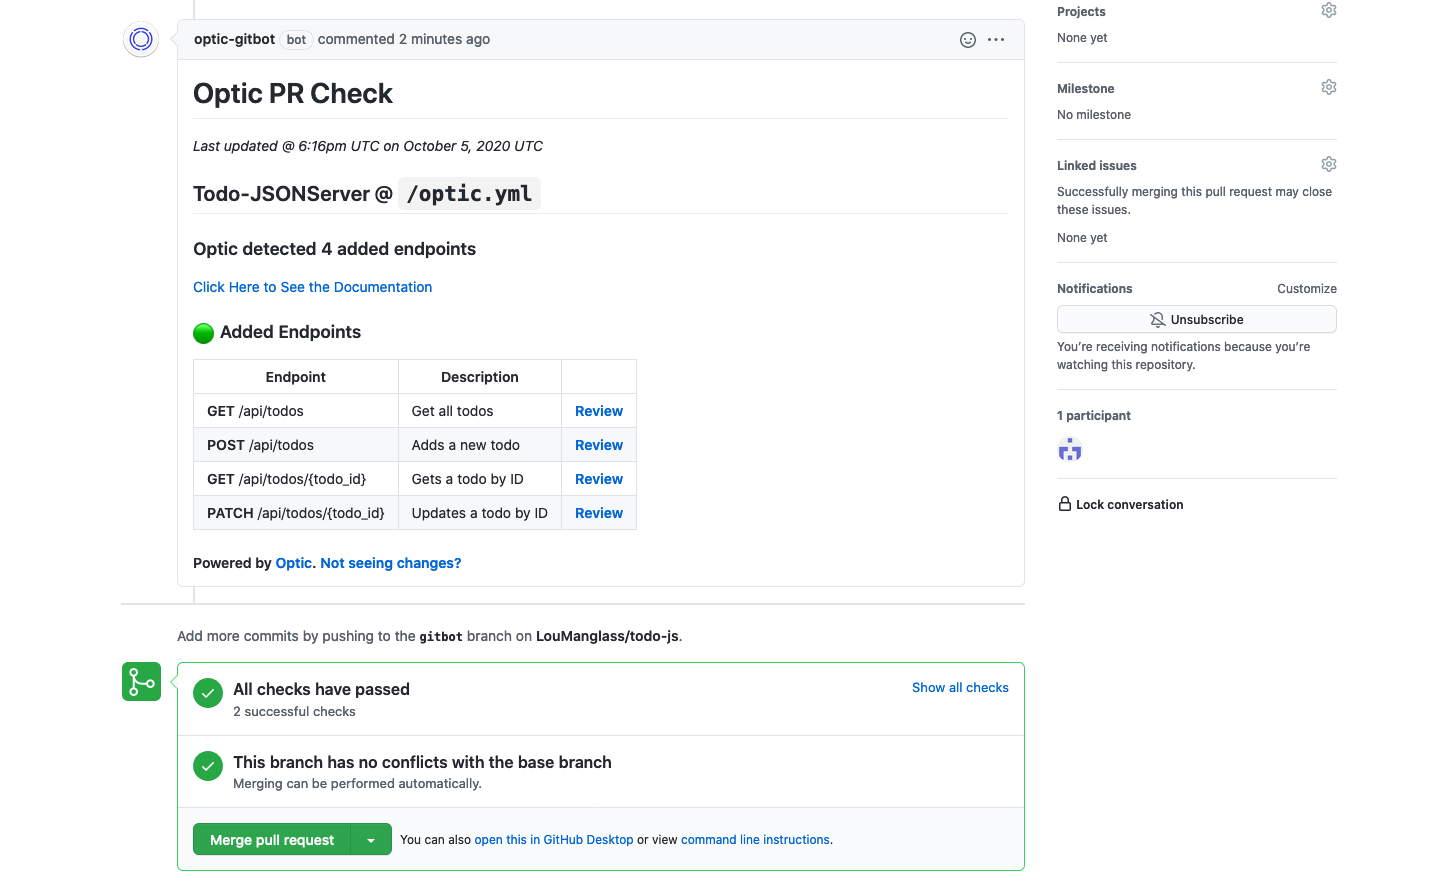 optic-gitbot bot commented 2 minutes ago
Optic PR Check
Last updated @ 6:16pm UTC on October 5, 2020 UTC
Todo-JSONServer @ /optic.yml
Optic detected 4 added endpoints
Click Here to See the Documentation
Added Endpoints
Endpoint Description
GET /api/todos Get all todos Review
POST /api/todos Adds a new todo Review
GET /api/todos/{todo_id} Gets a todo by ID Review
PATCH /api/todos/{todo_id} Updates a todo by ID Review
Powered by Optic. Not seeing changes?
Add more commits by pushing to the gitbot branch on LouManglass/todo-js.
All checks have passed
2 successful checks
Show all checks
This branch has no conflicts with the base branch
Merging can be performed automatically.
Merge pull request
You can also open this in GitHub Desktop or view command line instructions.
Projects
None yet
Milestone
No milestone
Linked issues
Successfully merging this pull request may close
these issues.
None yet
Notifications
Customize
Unsubscribe
You're receiving notifications because you're
watching this repository.
1 participant
Lock conversation